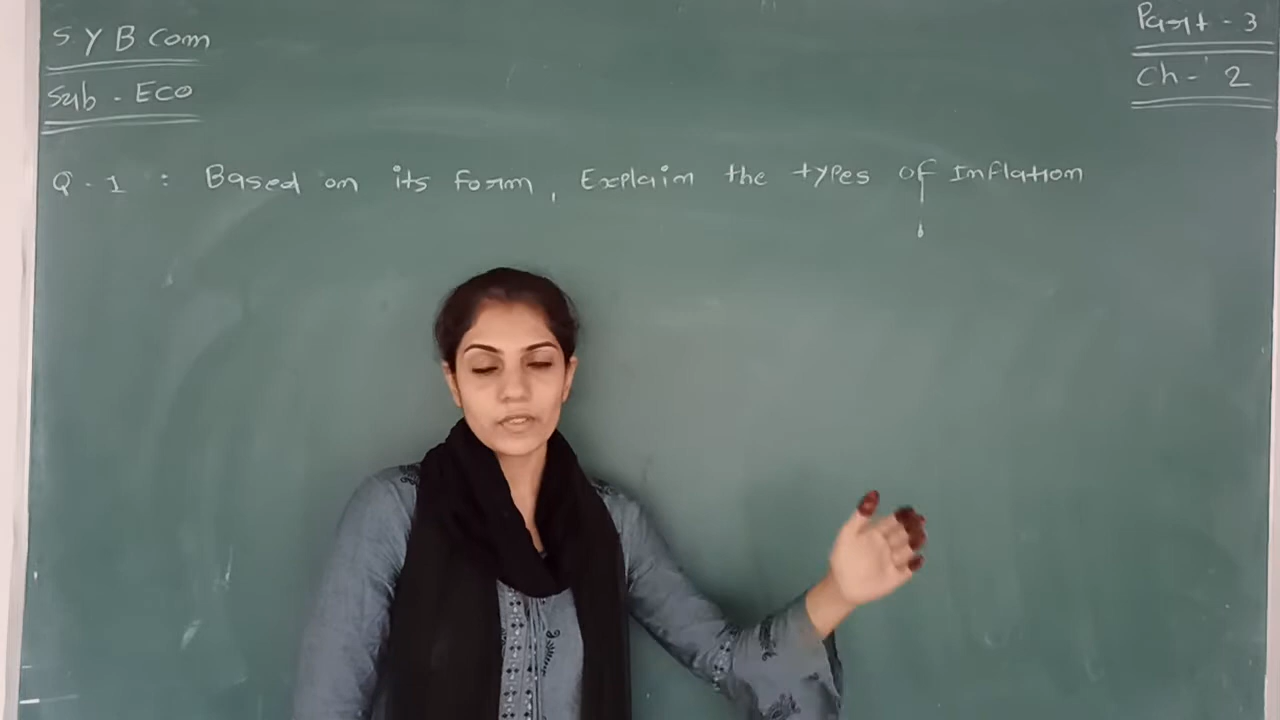 S Y B Com
Sub - Eco
Part - 3
Ch - 2
Q - 1 : Based on its form, Explain the types of Inflation